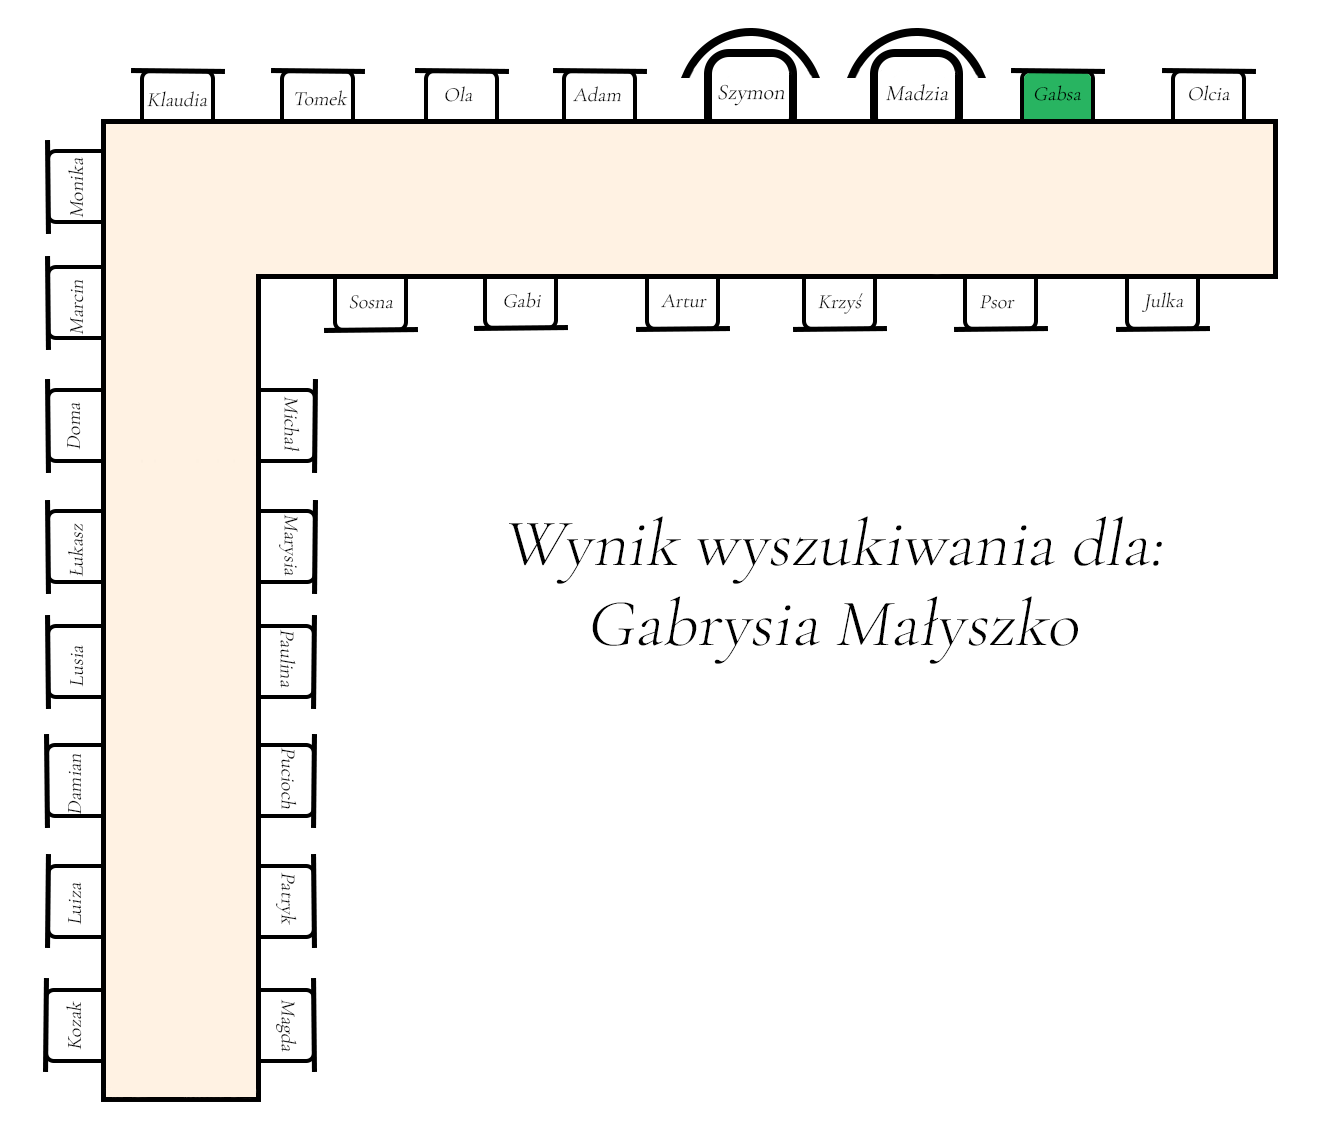 Klaudia
Tomek
Ola
Adam
Szymon
Madzia
Gabsa
Olcia
Monika
Marcin
Doma
Łukasz
Lusia
Damian
Luiza
Kozak
Sosna
Gabi
Artur
Krzyś
Psor
Julka
Michał
Marysia
Paulina
Pucioch
Patryk
Magda
Wynik wyszukiwania dla:
Gabrysia Małyszko